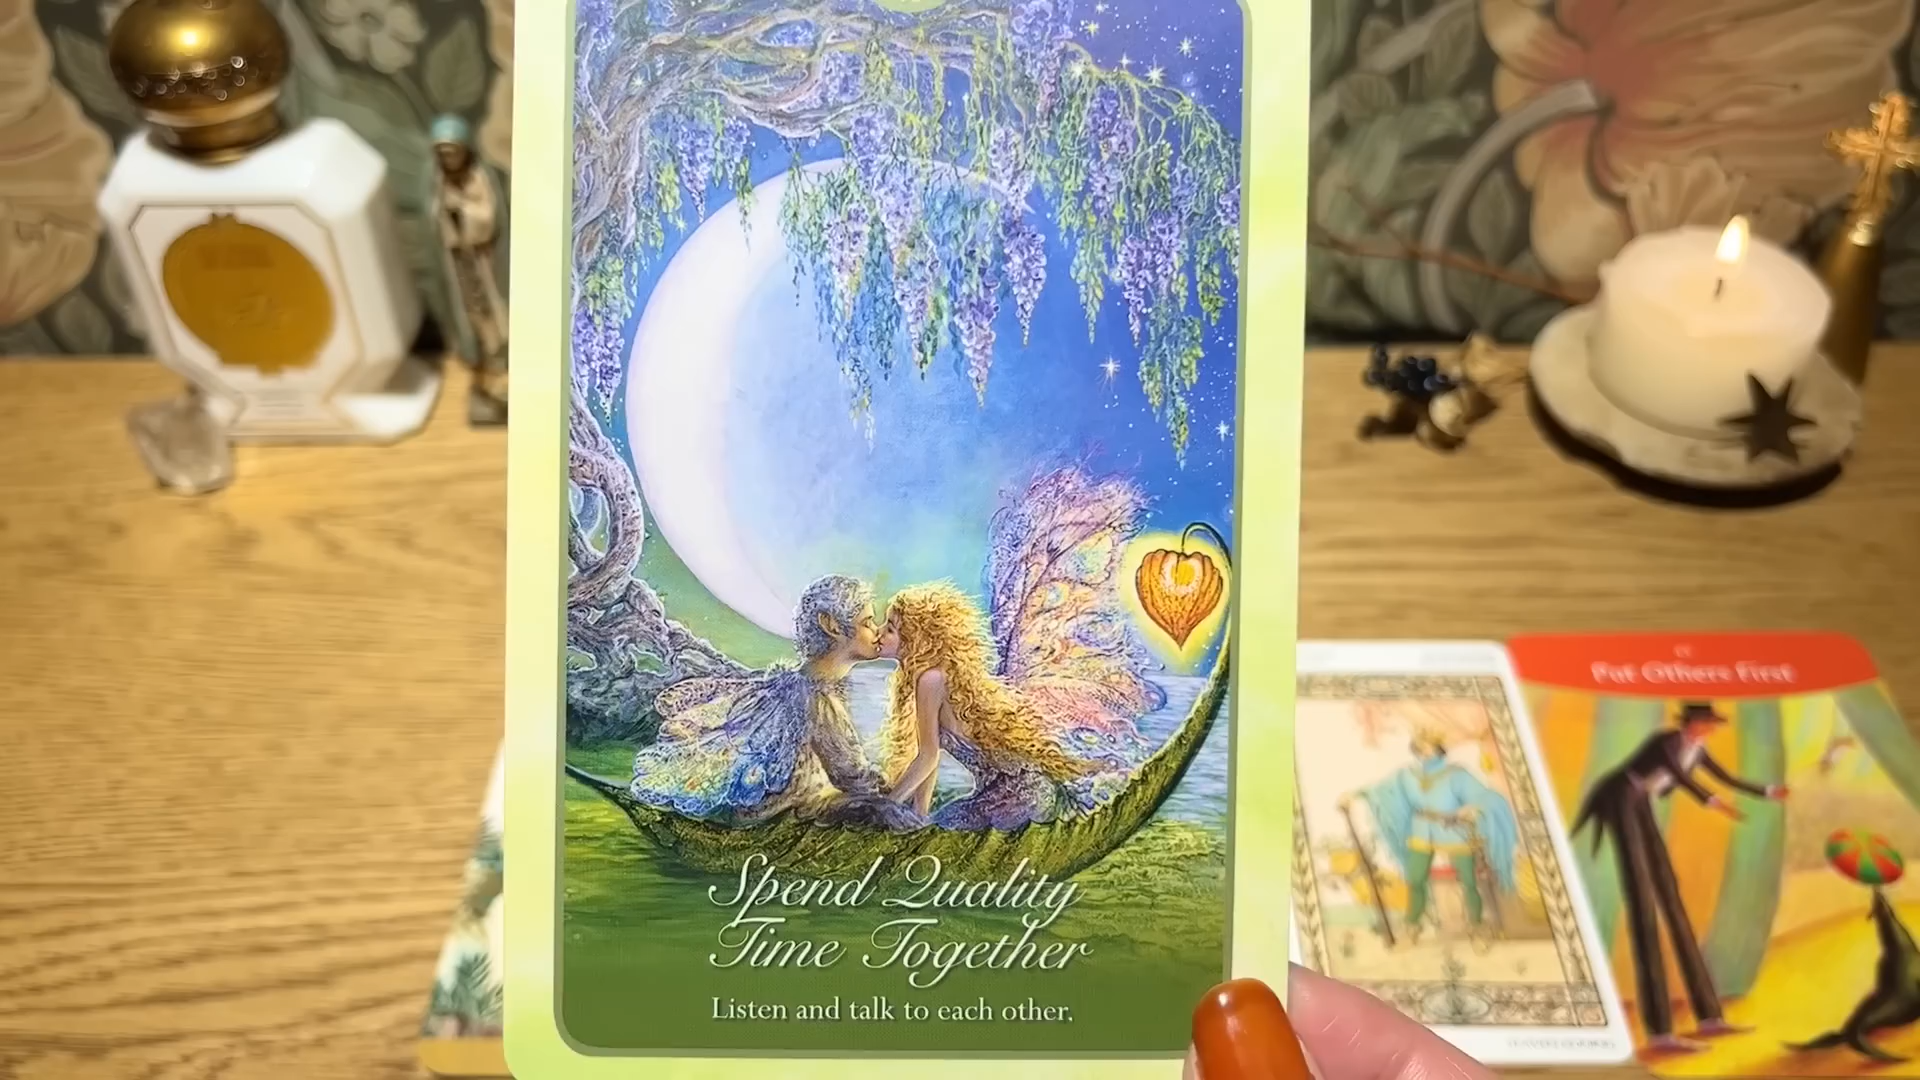 Spend Quality
Time Together
Listen and talk to each other.
Put Others First